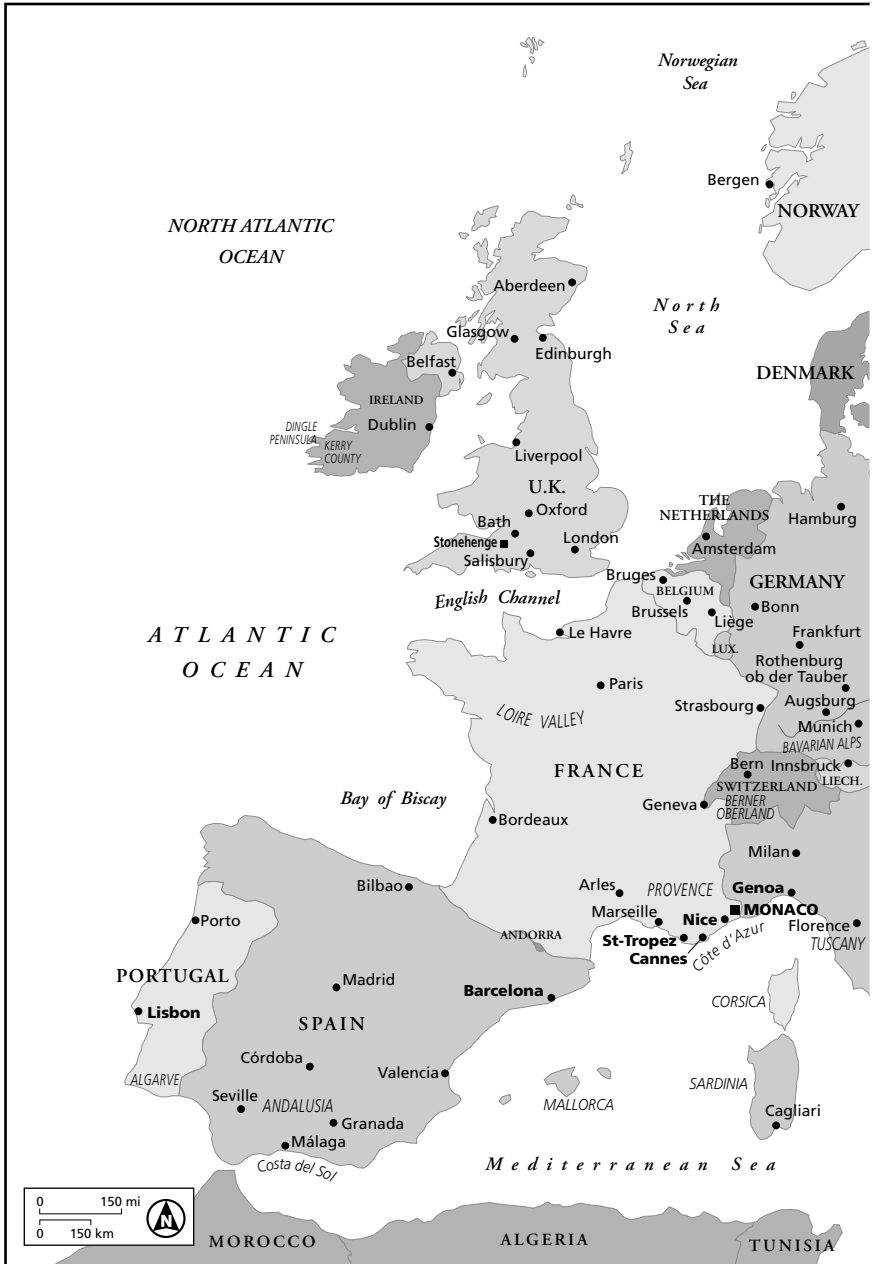 Norwegian
Sea
Bergen
NORWAY
NORTH ATLANTIC
OCEAN
Aberdeen
North
Sea
Glasgow
Edinburgh
Belfast
DENMARK
IRELAND
Dublin
DINGLE
PENINSULA
KERRY
COUNTY
Liverpool
U.K.
THE
NETHERLANDS
Oxford
Hamburg
Bath
Stonehenge
London
Amsterdam
Salisbury
Bruges
GERMANY
BELGIUM
English Channel
Brussels
Bonn
Liège
Le Havre
ATLANTIC
OCEAN
Frankfurt
LUX.
Rothenburg
ob der Tauber
Paris
Strasbourg
Augsburg
LOIRE VALLEY
Munich
BAVARIAN ALPS
FRANCE
Bern
Innsbruck
SWITZERLAND
LIECH.
Bay of Biscay
Geneva
BERNER
OBERLAND
Bordeaux
Milan
Bilbao
Arles
PROVENCE
Genoa
MONACO
Porto
Marseille
Nice
Florence
ANDORRA
St-Tropez
Cannes
Côte d'Azur
TUSCANY
PORTUGAL
Madrid
Barcelona
CORSICA
Lisbon
SPAIN
Córdoba
Valencia
ALGARVE
SARDINIA
Seville
ANDALUSIA
MALLORCA
Cagliari
Granada
Málaga
Costa del Sol
Mediterranean Sea
0 150 mi
N
0 150 km
MOROCCO
ALGERIA
TUNISIA